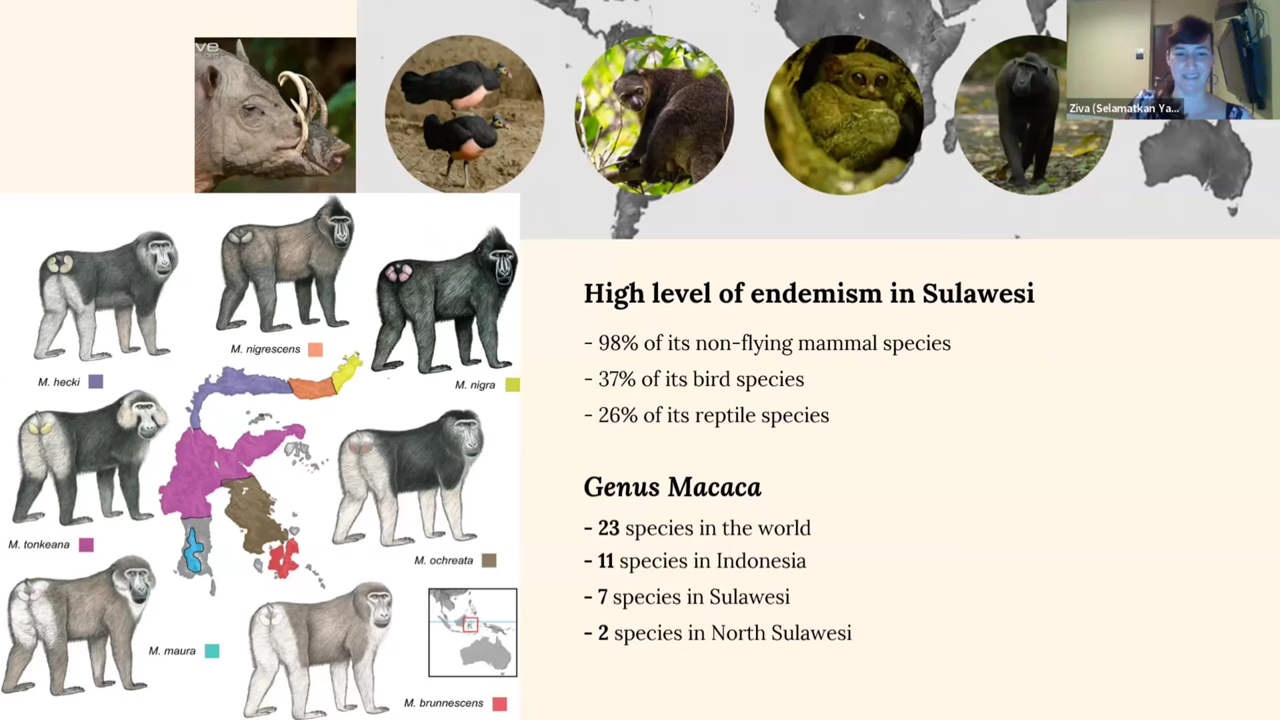 ve
Ziva (Selamatkan Ya...
M. nigrescens
M. hecki
M. nigra
M. tonkeana
M. ochreata
M. maura
M. brunnescens
High level of endemism in Sulawesi
- 98% of its non-flying mammal species
- 37% of its bird species
- 26% of its reptile species
Genus Macaca
- 23 species in the world
- 11 species in Indonesia
- 7 species in Sulawesi
- 2 species in North Sulawesi